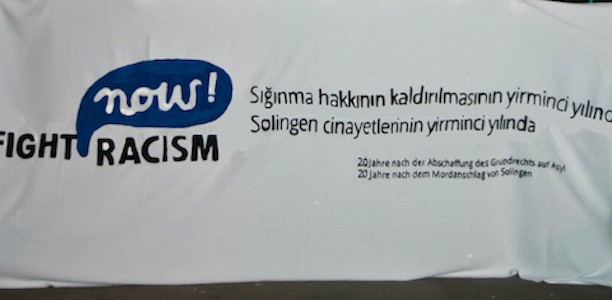 now!
FIGHT RACISM
Sığınma hakkının kaldırılmasının yirminci yılınd
Solingen cinayetlerinin yirminci yılında
20 Jahre nach der Abschaffung des Grundrechts auf Asyl
20 Jahre nach dem Mordanschlag von Solingen